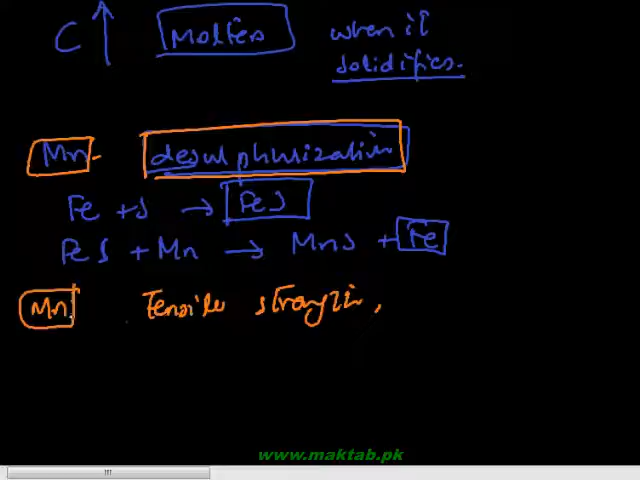 C ↑ Molten when it
solidifies.
Mn - desulphurization
Fe + S → FeS
FeS + Mn → MnS + Fe
Mn Tensile strength,
www.maktab.pk